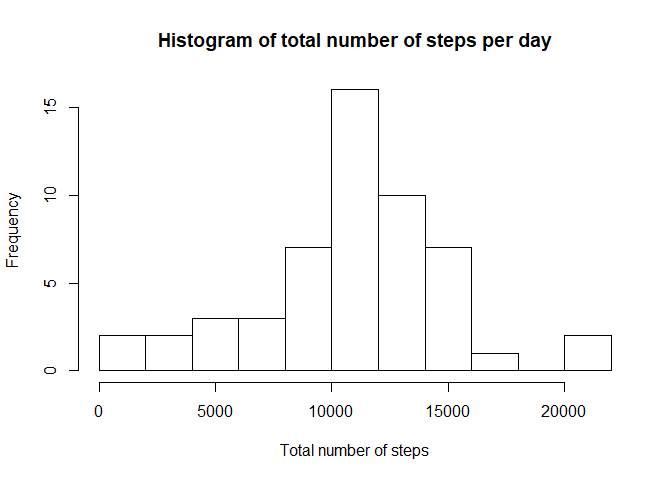 Histogram of total number of steps per day
Frequency
15
10
5
0
0 5000 10000 15000 20000
Total number of steps